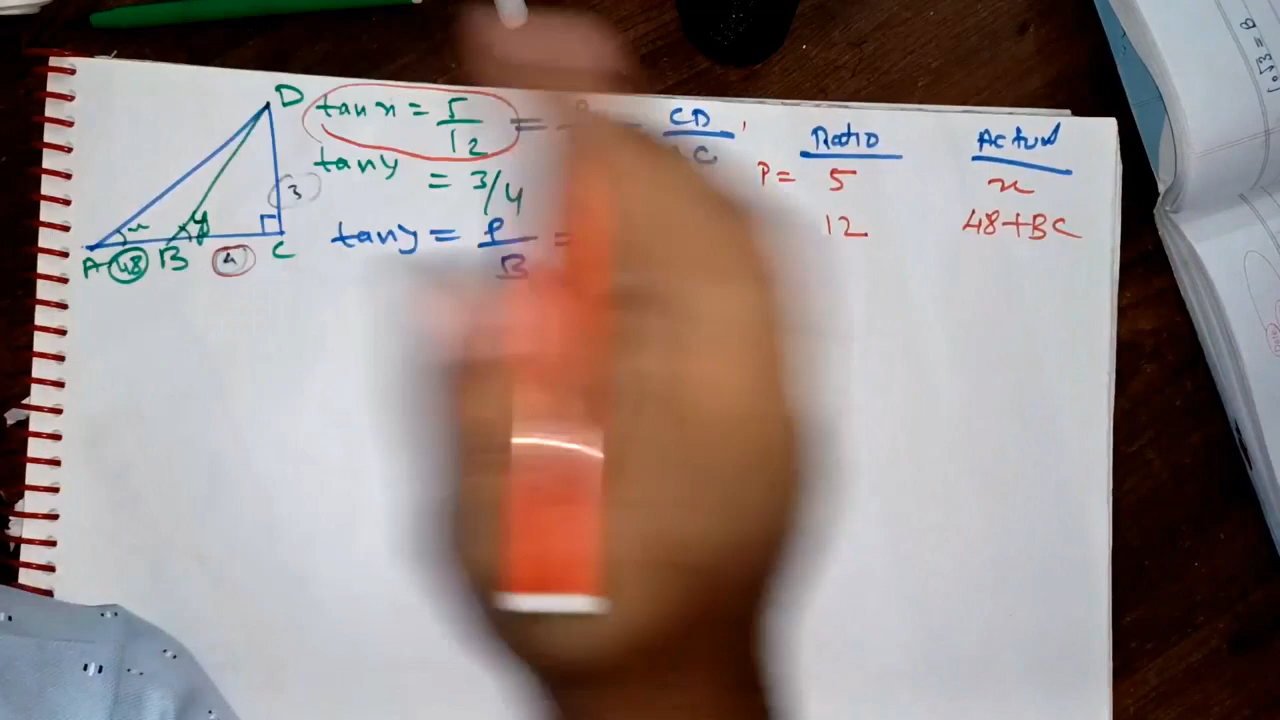 D tan x = 5/12 = CD/ C
tan y = 3/4
3
tan y = P/B =
x y
A 48 B 4 C
Ratio Actual
P = 5 x
12 48+BC